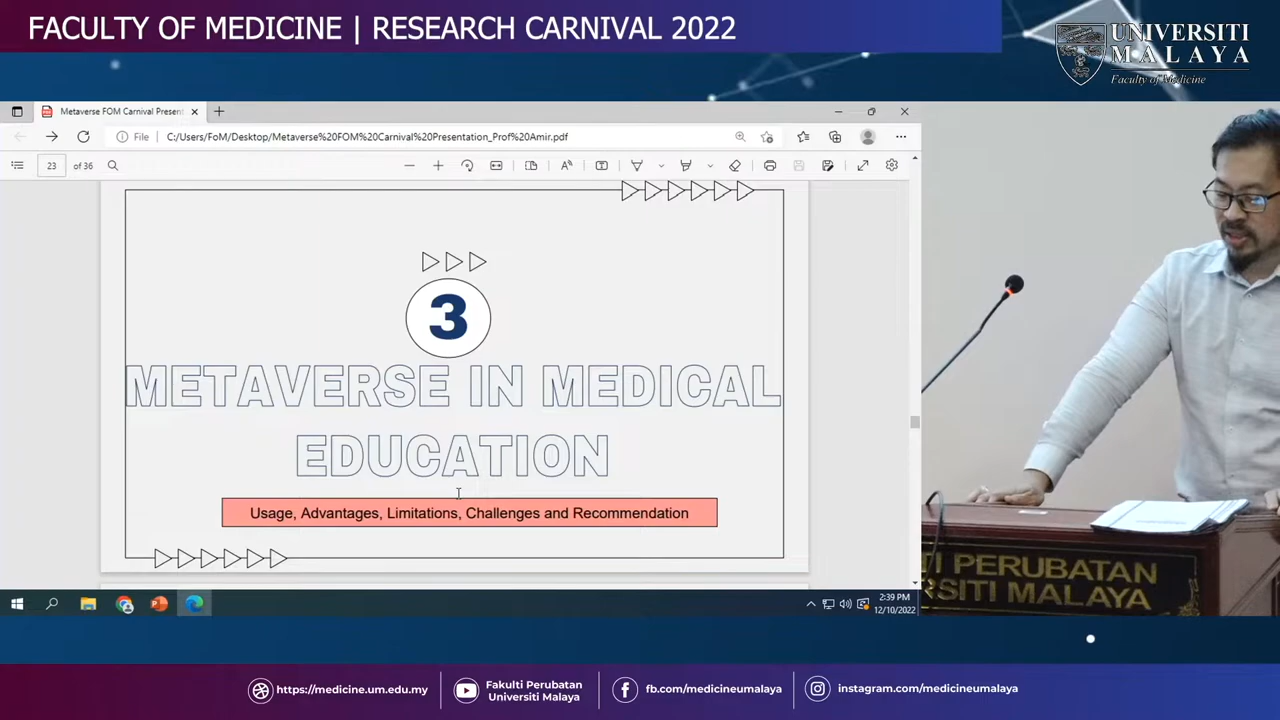 FACULTY OF MEDICINE | RESEARCH CARNIVAL 2022
UNIVERSITI
MALAYA
Faculty of Medicine
Metaverse FOM Carnival Present
File
C:/Users/FoM/Desktop/Metaverse%20FOM%20Carnival%20Presentation_Prof%20Amir.pdf
23 of 36
3
METAVERSE IN MEDICAL
EDUCATION
Usage, Advantages, Limitations, Challenges and Recommendation
TI PERUBATAN
RSITI MALAYA
2:39 PM
12/10/2022
https://medicine.um.edu.my
Fakulti Perubatan
Universiti Malaya
fb.com/medicineumalaya
instagram.com/medicineumalaya